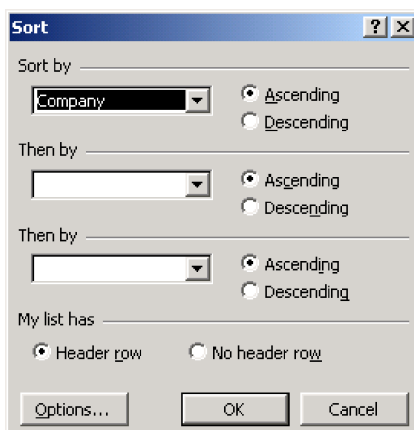 Sort
?
Sort by
Company
Ascending
Descending
Then by
Ascending
Descending
Then by
Ascending
Descending
My list has
Header row
No header row
Options...
OK
Cancel